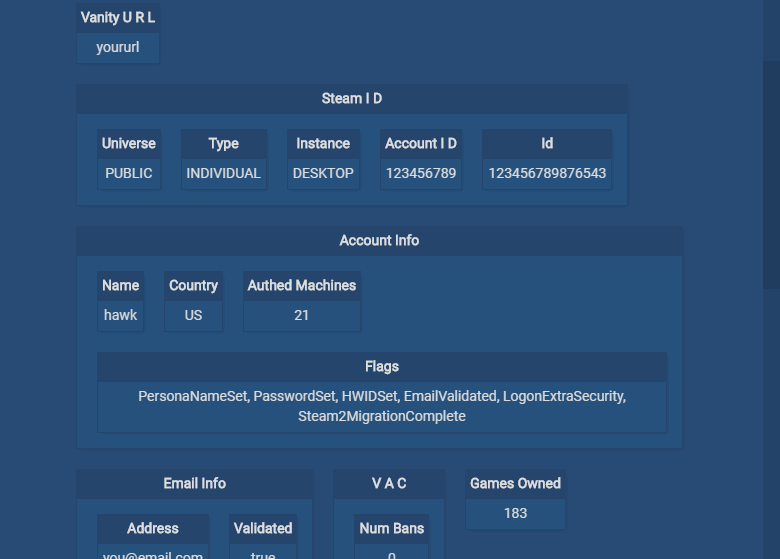 Vanity U R L
yoururl
Steam I D
Universe Type Instance Account I D Id
PUBLIC INDIVIDUAL DESKTOP 123456789 123456789876543
Account Info
Name Country Authed Machines
hawk US 21
Flags
PersonaNameSet, PasswordSet, HWIDSet, EmailValidated, LogonExtraSecurity,
Steam2MigrationComplete
Email Info V A C Games Owned
183
Address Validated Num Bans
you@email.com true 0